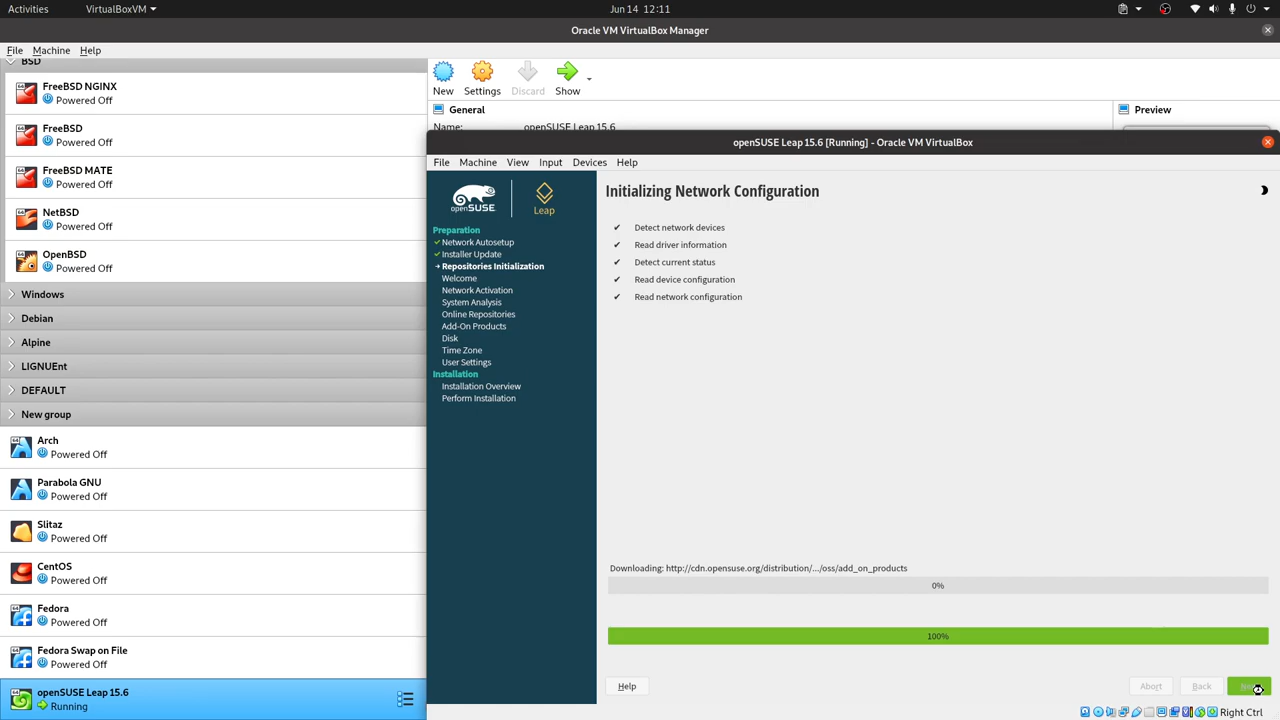 Activities
VirtualBoxVM
Jun 14 12:11
Oracle VM VirtualBox Manager
File Machine Help
BSD
FreeBSD NGINX
Powered Off
FreeBSD
Powered Off
FreeBSD MATE
Powered Off
NetBSD
Powered Off
OpenBSD
Powered Off
Windows
Debian
Alpine
LIGNUEnt
DEFAULT
New group
Arch
Powered Off
Parabola GNU
Powered Off
Slitaz
Powered Off
CentOS
Powered Off
Fedora
Powered Off
Fedora Swap on File
Powered Off
openSUSE Leap 15.6
Running
New Settings Discard Show
General
Preview
Name: openSUSE Leap 15.6
openSUSE Leap 15.6 [Running] - Oracle VM VirtualBox
File Machine View Input Devices Help
openSUSE
Leap
Preparation
Network Autosetup
Installer Update
Repositories Initialization
Welcome
Network Activation
System Analysis
Online Repositories
Add-On Products
Disk
Time Zone
User Settings
Installation
Installation Overview
Perform Installation
Initializing Network Configuration
Detect network devices
Read driver information
Detect current status
Read device configuration
Read network configuration
Downloading: http://cdn.opensuse.org/distribution/.../oss/add_on_products
0%
100%
Help
Abort
Back
Right Ctrl